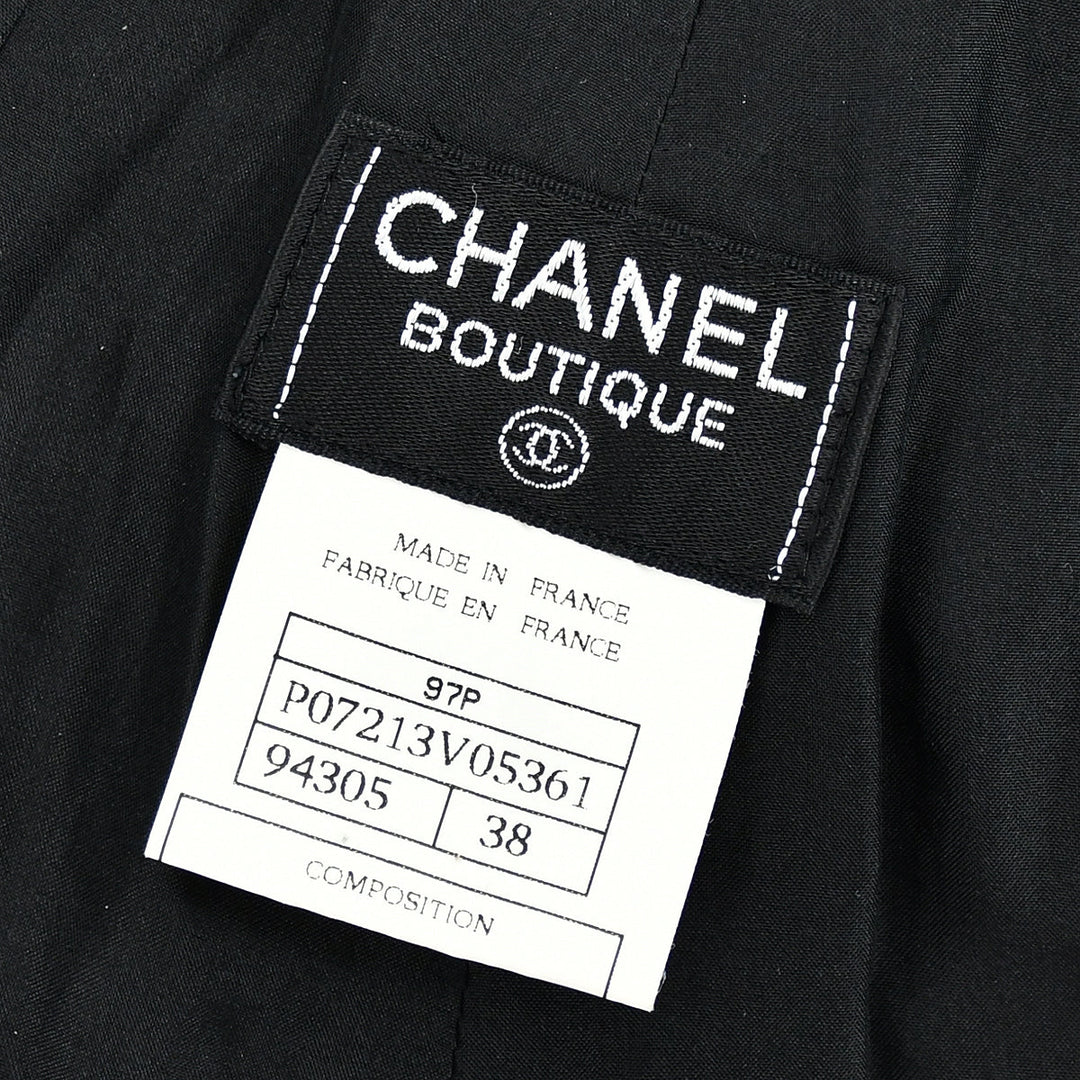 CHANEL
BOUTIQUE
MADE IN FRANCE
FABRIQUE EN FRANCE
97P
P07213V05361
94305 38
COMPOSITION